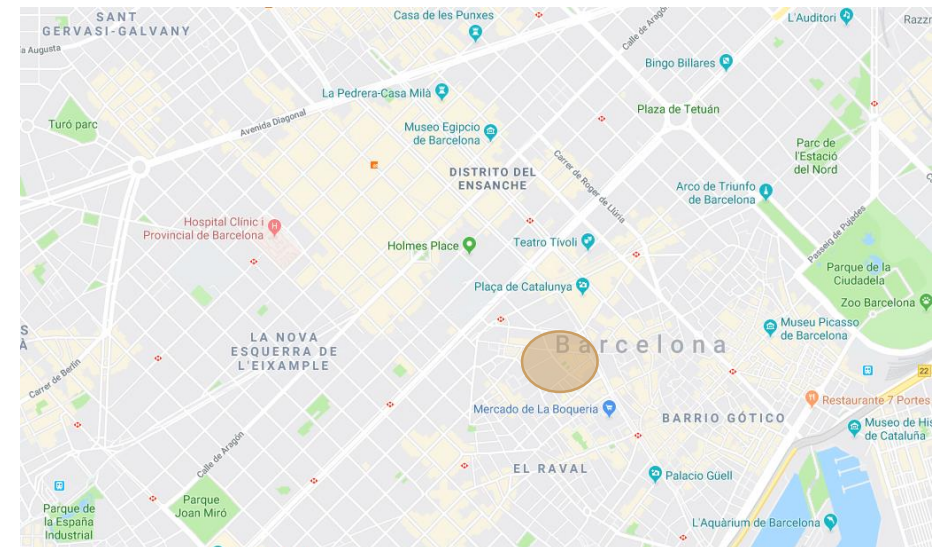 SANT
GERVASI-GALVANY
a Augusta
Casa de les Punxes
Calle de Aragó
L'Auditori
Razzr
Bingo Billares
La Pedrera-Casa Milà
Avenida Diagonal
Plaza de Tetuán
Turó parc
Museo Egipcio
de Barcelona
Parc de
l'Estació
del Nord
DISTRITO DEL
ENSANCHE
Carrer de Roger de Llúria
Arco de Triunfo
de Barcelona
Hospital Clínic i
Provincial de Barcelona
Holmes Place
Teatro Tívoli
Passeig de Pujades
Parque de la
Ciudadela
Plaça de Catalunya
Zoo Barcelona
S
À
LA NOVA
ESQUERRA DE
L'EIXAMPLE
Barcelona
Museu Picasso
de Barcelona
Carrer de Berlín
22
Mercado de La Boqueria
BARRIO GÓTICO
Restaurante 7 Portes
Museo de His
de Cataluña
Calle de Aragón
EL RAVAL
Palacio Güell
Parque de
la España
Industrial
Parque
Joan Miró
L'Aquàrium de Barcelona